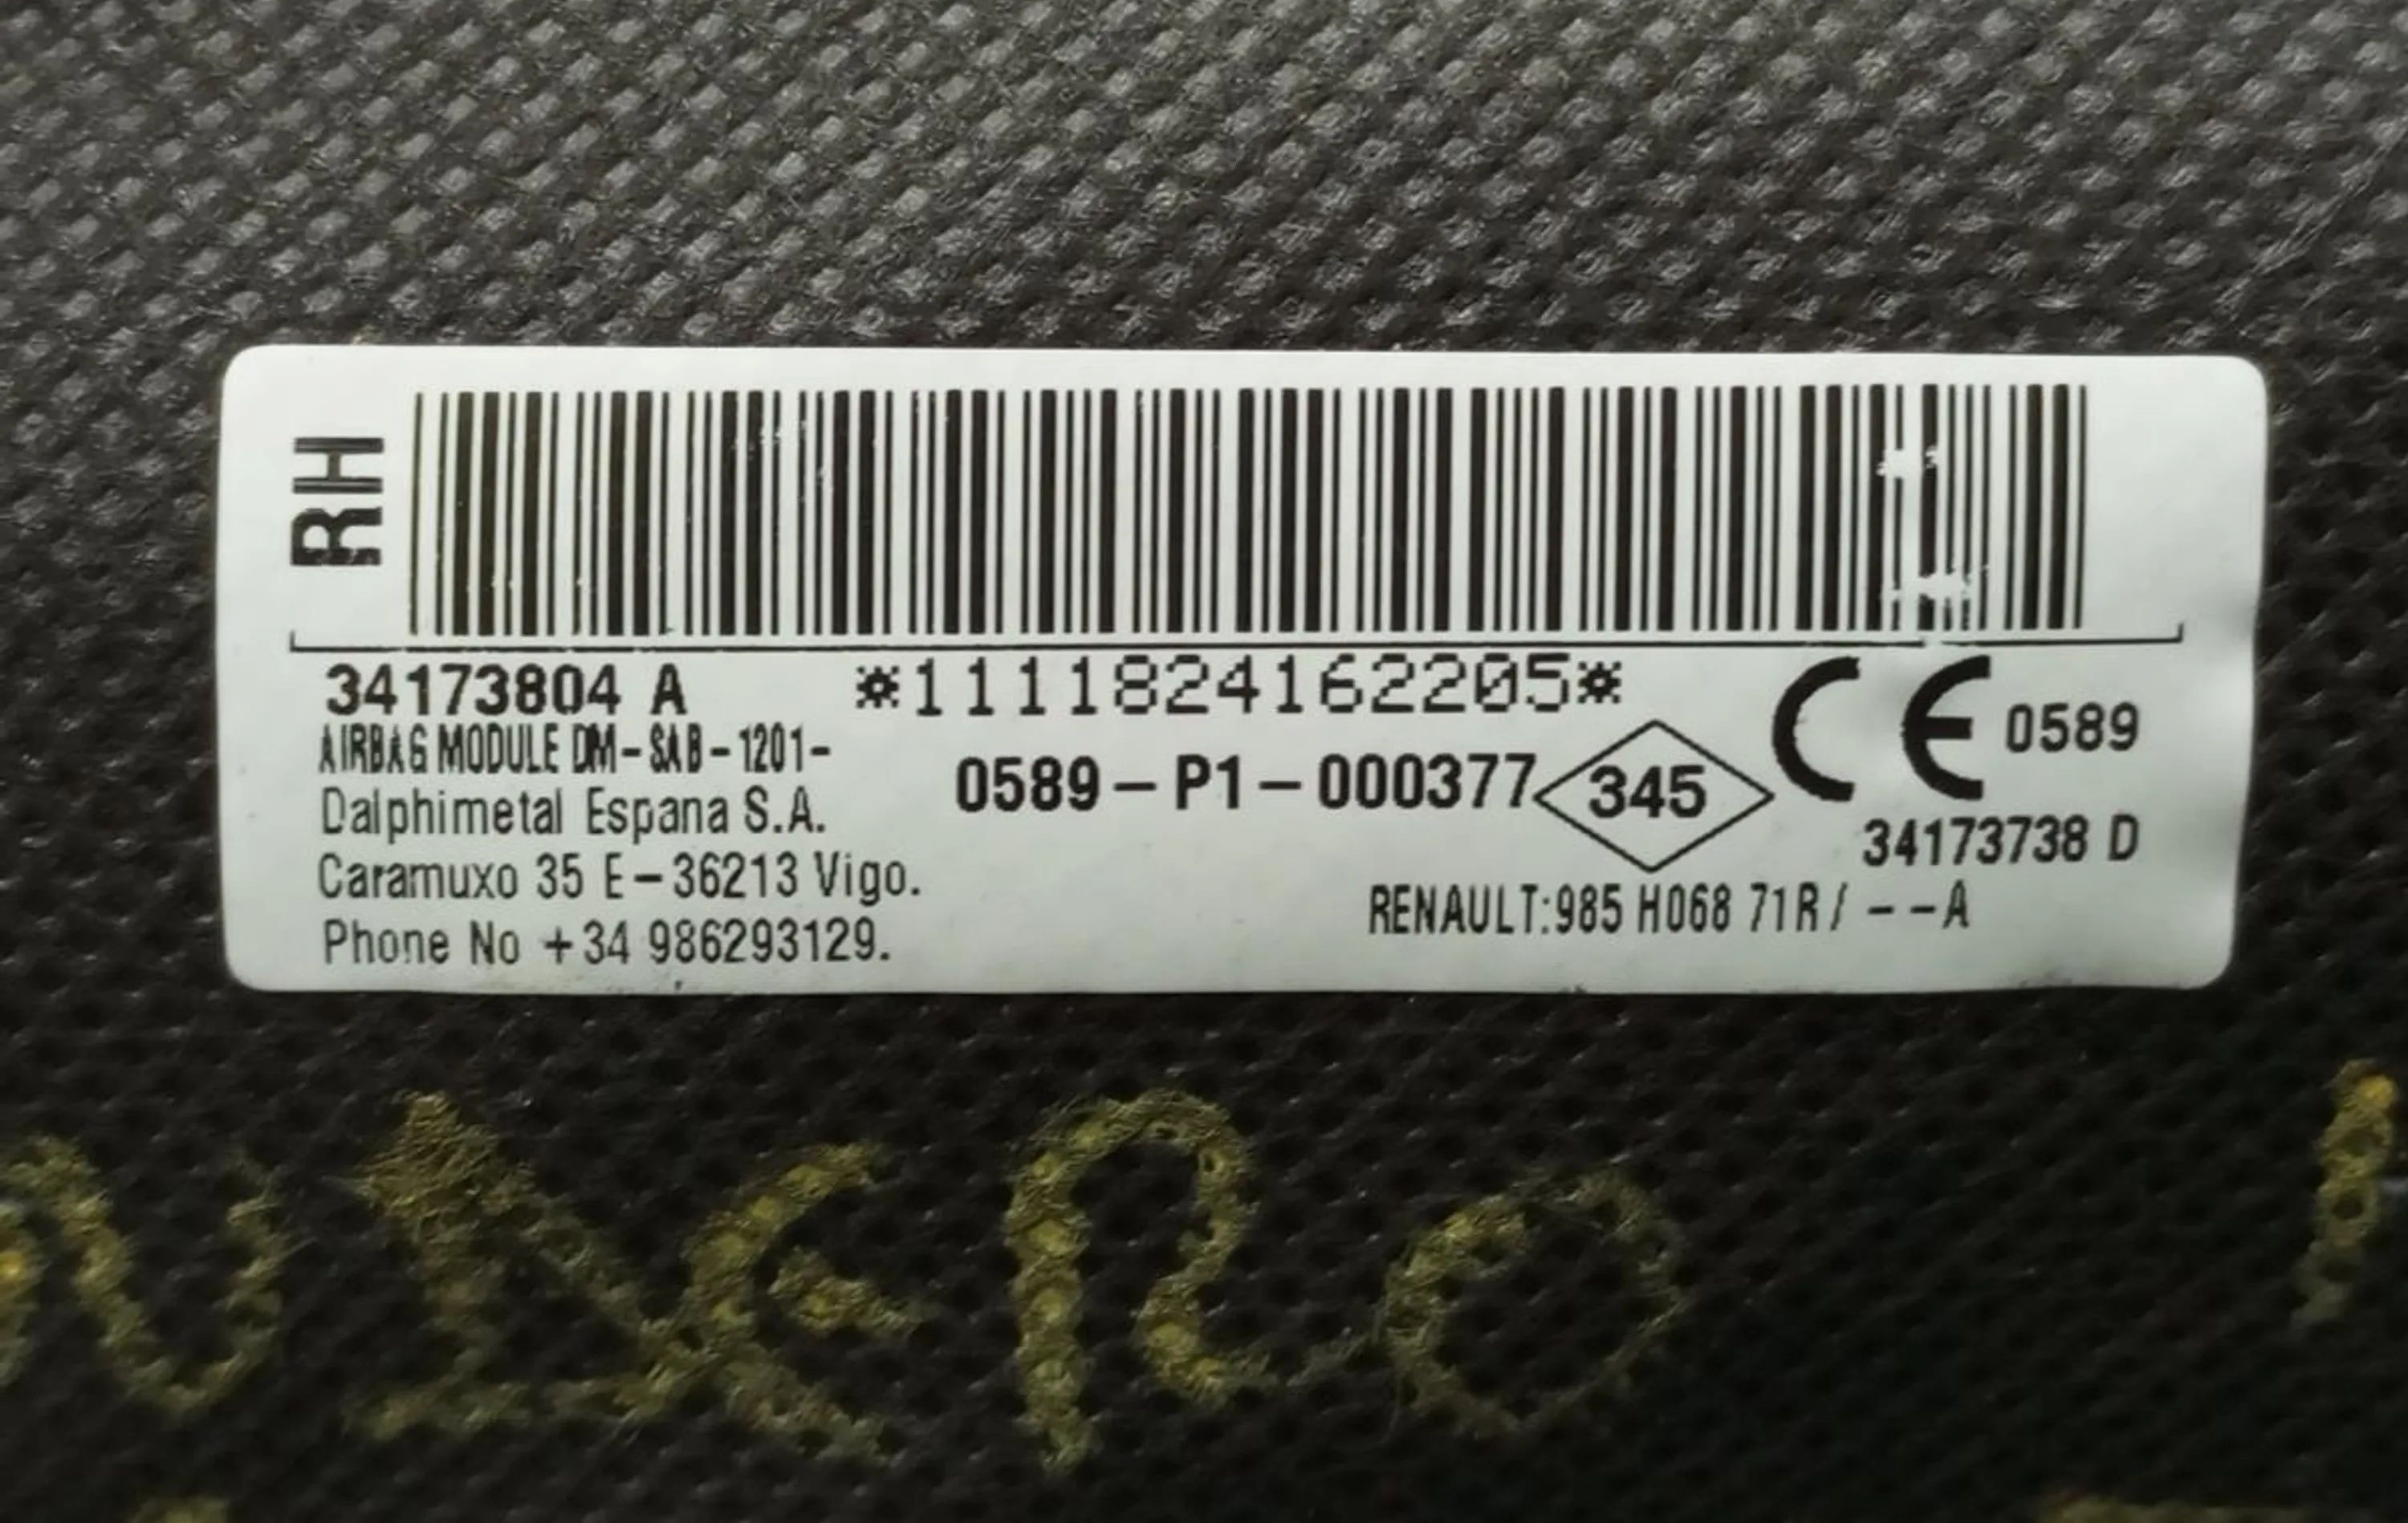 RH
34173804 A
*1111824162205*
CE 0589
AIRBAG MODULE DM-SAB-1201-
0589-P1-000377
345
Dalphimetal Espana S.A.
34173738 D
Caramuxo 35 E-36213 Vigo.
RENAULT:985 H068 71R/ --A
Phone No +34 986293129.